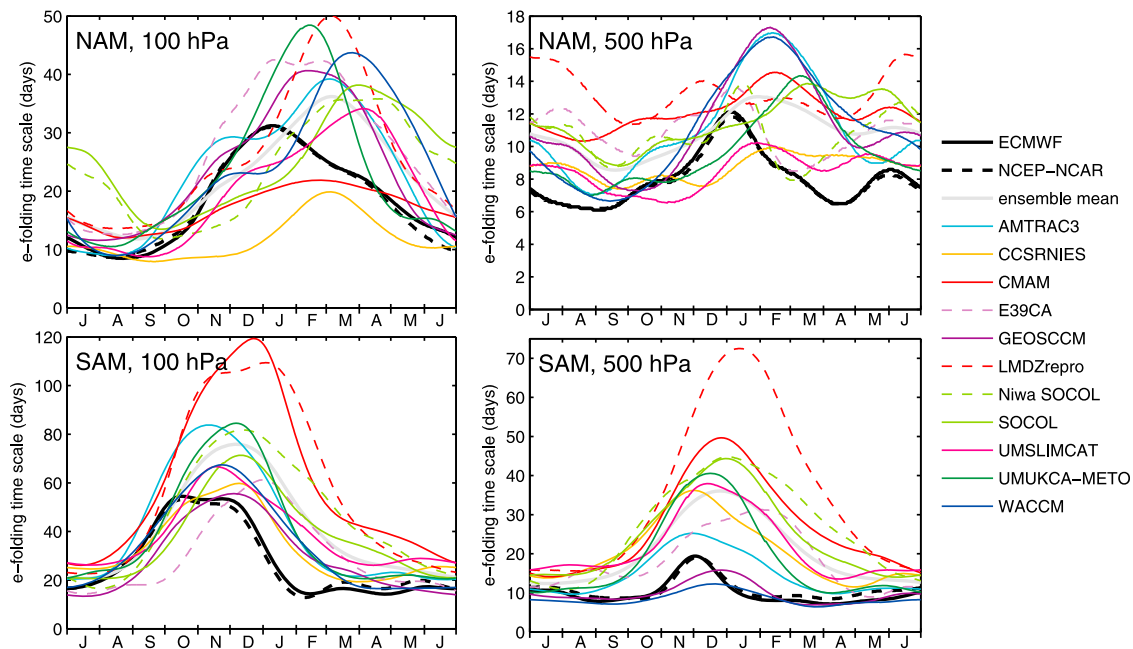 NAM, 100 hPa
e-folding time scale (days)
50
40
30
20
10
0
J A S O N D J F M A M J
NAM, 500 hPa
e-folding time scale (days)
18
16
14
12
10
8
6
4
2
0
J A S O N D J F M A M J
SAM, 100 hPa
e-folding time scale (days)
120
100
80
60
40
20
0
J A S O N D J F M A M J
SAM, 500 hPa
e-folding time scale (days)
70
60
50
40
30
20
10
0
J A S O N D J F M A M J
ECMWF
NCEP-NCAR
ensemble mean
AMTRAC3
CCSRNIES
CMAM
E39CA
GEOSCCM
LMDZrepro
Niwa SOCOL
SOCOL
UMSLIMCAT
UMUKCA-METO
WACCM